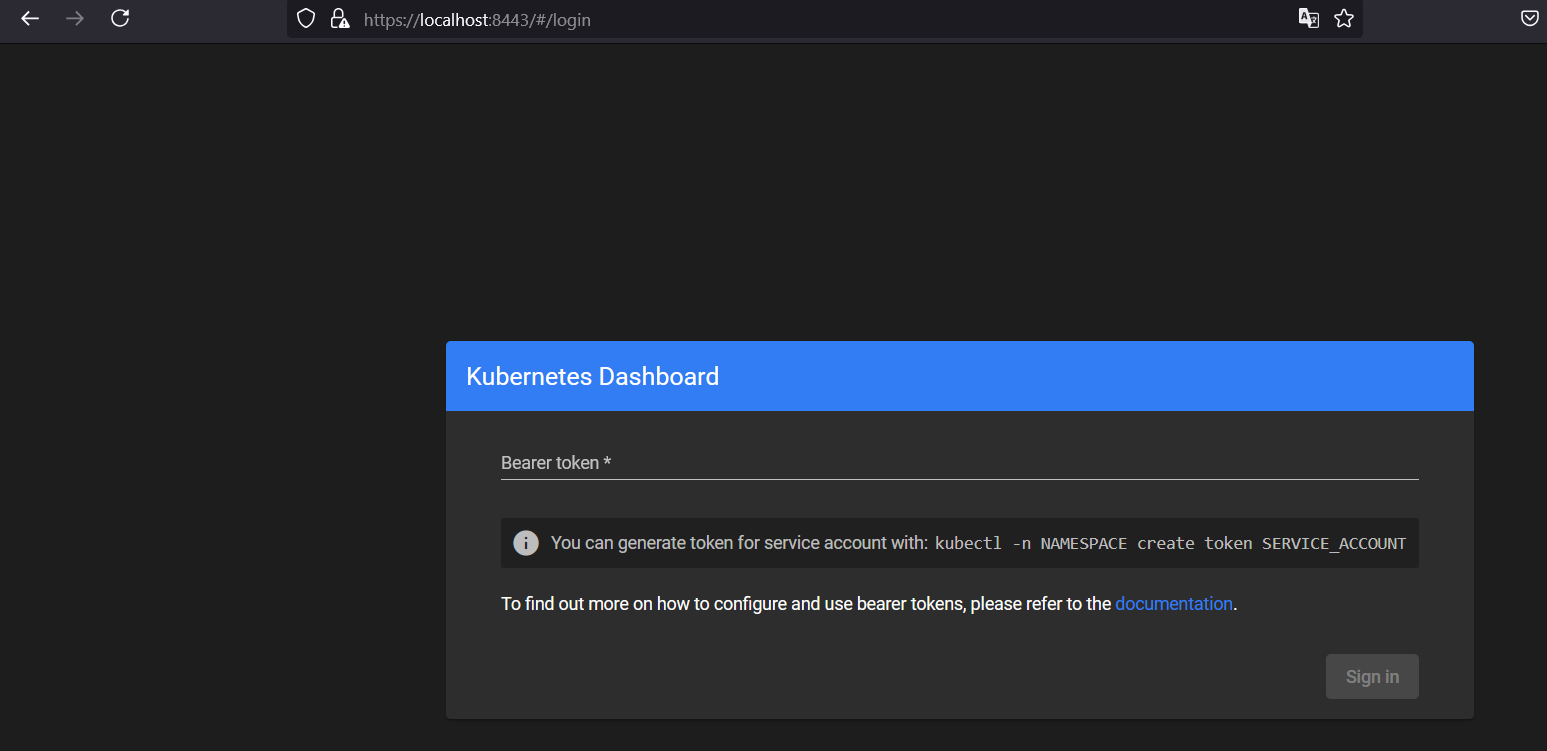 https://localhost:8443/#/login
Kubernetes Dashboard
Bearer token *
You can generate token for service account with: kubectl -n NAMESPACE create token SERVICE_ACCOUNT
To find out more on how to configure and use bearer tokens, please refer to the documentation.
Sign in